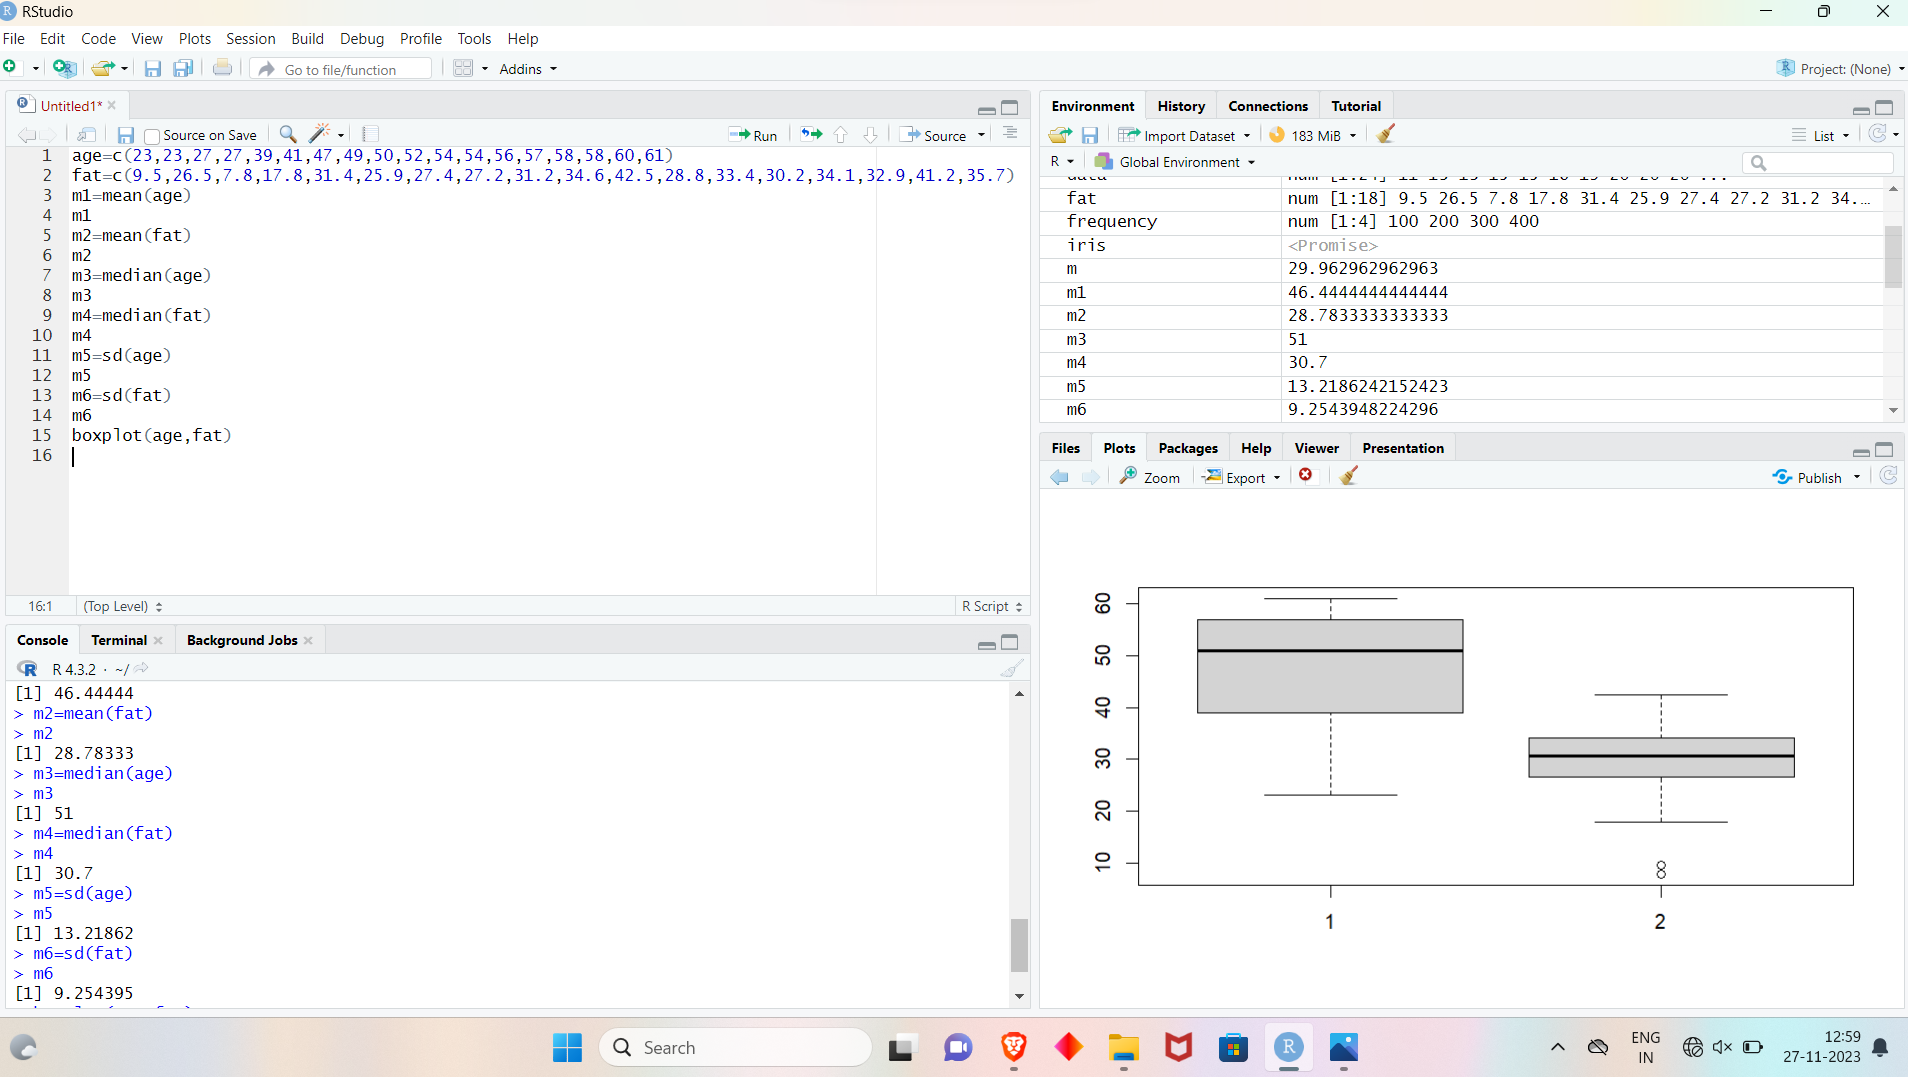 RStudio
File Edit Code View Plots Session Build Debug Profile Tools Help
Go to file/function Addins Project: (None)
Untitled1*
Source on Save Run Source
1 age=c(23,23,27,27,39,41,47,49,50,52,54,54,56,57,58,58,60,61)
2 fat=c(9.5,26.5,7.8,17.8,31.4,25.9,27.4,27.2,31.2,34.6,42.5,28.8,33.4,30.2,34.1,32.9,41.2,35.7)
3 m1=mean(age)
4 m1
5 m2=mean(fat)
6 m2
7 m3=median(age)
8 m3
9 m4=median(fat)
10 m4
11 m5=sd(age)
12 m5
13 m6=sd(fat)
14 m6
15 boxplot(age,fat)
16
16:1 (Top Level) R Script
Console Terminal Background Jobs
R 4.3.2 · ~/
[1] 46.44444
> m2=mean(fat)
> m2
[1] 28.78333
> m3=median(age)
> m3
[1] 51
> m4=median(fat)
> m4
[1] 30.7
> m5=sd(age)
> m5
[1] 13.21862
> m6=sd(fat)
> m6
[1] 9.254395
Environment History Connections Tutorial
Import Dataset 183 MiB List
R Global Environment
fat num [1:18] 9.5 26.5 7.8 17.8 31.4 25.9 27.4 27.2 31.2 34....
frequency num [1:4] 100 200 300 400
iris <Promise>
m 29.962962962963
m1 46.4444444444444
m2 28.7833333333333
m3 51
m4 30.7
m5 13.2186242152423
m6 9.2543948224296
Files Plots Packages Help Viewer Presentation
Zoom Export Publish
60
50
40
30
20
10
1 2
Search
ENG
IN
12:59
27-11-2023